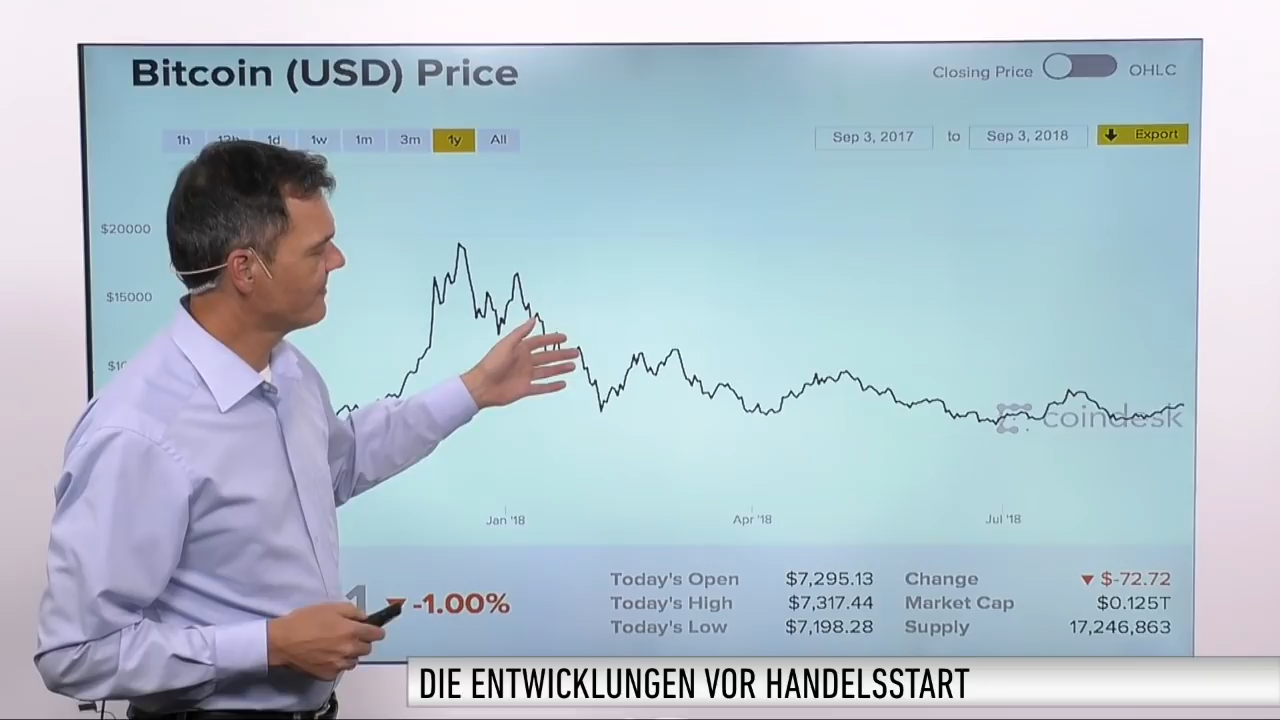 Bitcoin (USD) Price
Closing Price OHLC
1h 12h 1d 1w 1m 3m 1y All
Sep 3, 2017 to Sep 3, 2018 Export
$20000
$15000
coindesk
Jan '18 Apr '18 Jul '18
-1.00%
Today's Open $7,295.13 Change $-72.72
Today's High $7,317.44 Market Cap $0.125T
Today's Low $7,198.28 Supply 17,246,863
DIE ENTWICKLUNGEN VOR HANDELSSTART